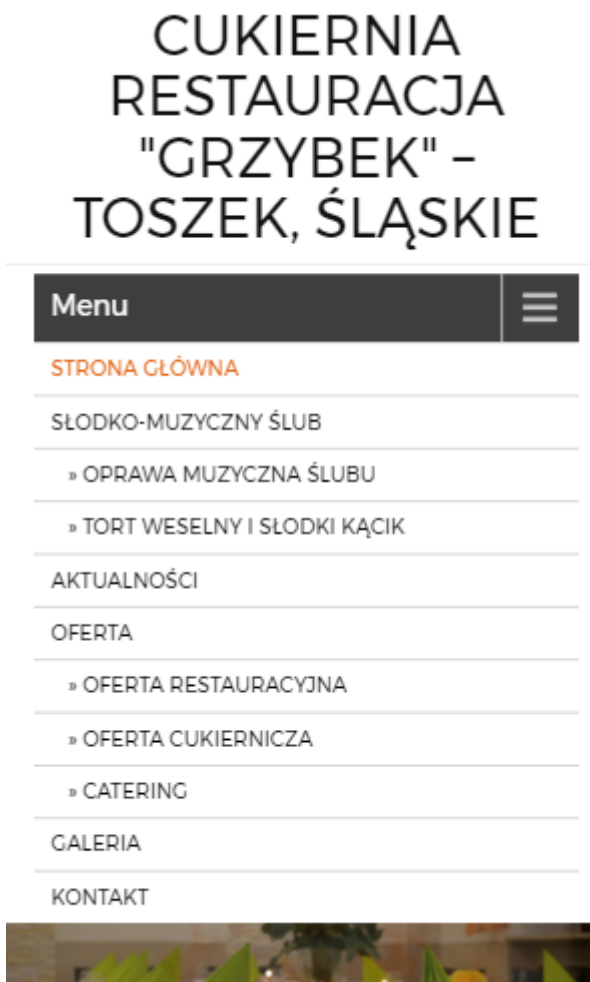 CUKIERNIA
RESTAURACJA
"GRZYBEK" –
TOSZEK, ŚLĄSKIE
Menu
STRONA GŁÓWNA
SŁODKO-MUZYCZNY ŚLUB
» OPRAWA MUZYCZNA ŚLUBU
» TORT WESELNY I SŁODKI KĄCIK
AKTUALNOŚCI
OFERTA
» OFERTA RESTAURACYJNA
» OFERTA CUKIERNICZA
» CATERING
GALERIA
KONTAKT